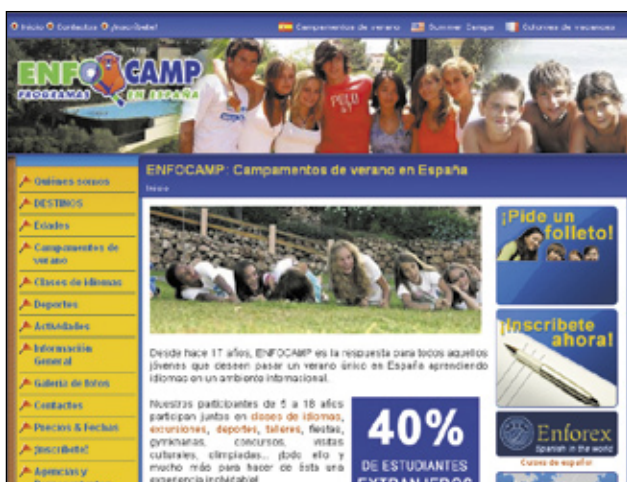 Inicio Contactos ¡Inscríbete!
Campamentos de verano Summer Camps Colonies de vacances
ENFOCAMP
PROGRAMAS EN ESPAÑA
POLO
ENFOCAMP: Campamentos de verano en España
Inicio
Quiénes somos
DESTINOS
Edades
Campamentos de
verano
Clases de idiomas
Deportes
Actividades
Información
General
Galería de fotos
Contactos
Precios & Fechas
¡Inscríbete!
Agencias y
Desde hace 17 años, ENFOCAMP es la respuesta para todos aquellos
jóvenes que deseen pasar un verano único en España aprendiendo
idiomas en un ambiente internacional.
Nuestros participantes de 5 a 18 años
participan juntos en clases de idiomas,
excursiones, deportes, talleres, fiestas,
gymkanas, concursos, visitas
culturales, olimpiadas... ¡todo ello y
mucho más para hacer de ésta una
experiencia inolvidable!
40%
DE ESTUDIANTES
EXTRANJEROS
¡Pide un
folleto!
¡Inscríbete
ahora!
Enforex
Spanish in the world
Cursos de español